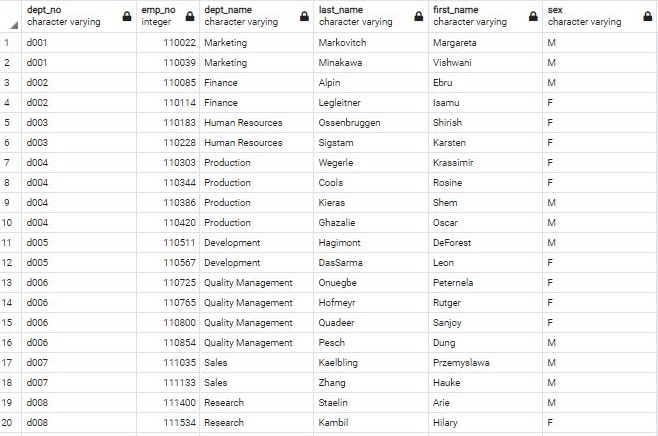 dept_no emp_no dept_name last_name first_name sex
character varying integer character varying character varying character varying character varying
1 d001 110022 Marketing Markovitch Margareta M
2 d001 110039 Marketing Minakawa Vishwani M
3 d002 110085 Finance Alpin Ebru M
4 d002 110114 Finance Legleitner Isamu F
5 d003 110183 Human Resources Ossenbruggen Shirish F
6 d003 110228 Human Resources Sigstam Karsten F
7 d004 110303 Production Wegerle Krassimir F
8 d004 110344 Production Cools Rosine F
9 d004 110386 Production Kieras Shem M
10 d004 110420 Production Ghazalie Oscar M
11 d005 110511 Development Hagimont DeForest M
12 d005 110567 Development DasSarma Leon F
13 d006 110725 Quality Management Onuegbe Peternela F
14 d006 110765 Quality Management Hofmeyr Rutger F
15 d006 110800 Quality Management Quadeer Sanjoy F
16 d006 110854 Quality Management Pesch Dung M
17 d007 111035 Sales Kaelbling Przemyslawa M
18 d007 111133 Sales Zhang Hauke M
19 d008 111400 Research Staelin Arie M
20 d008 111534 Research Kambil Hilary F